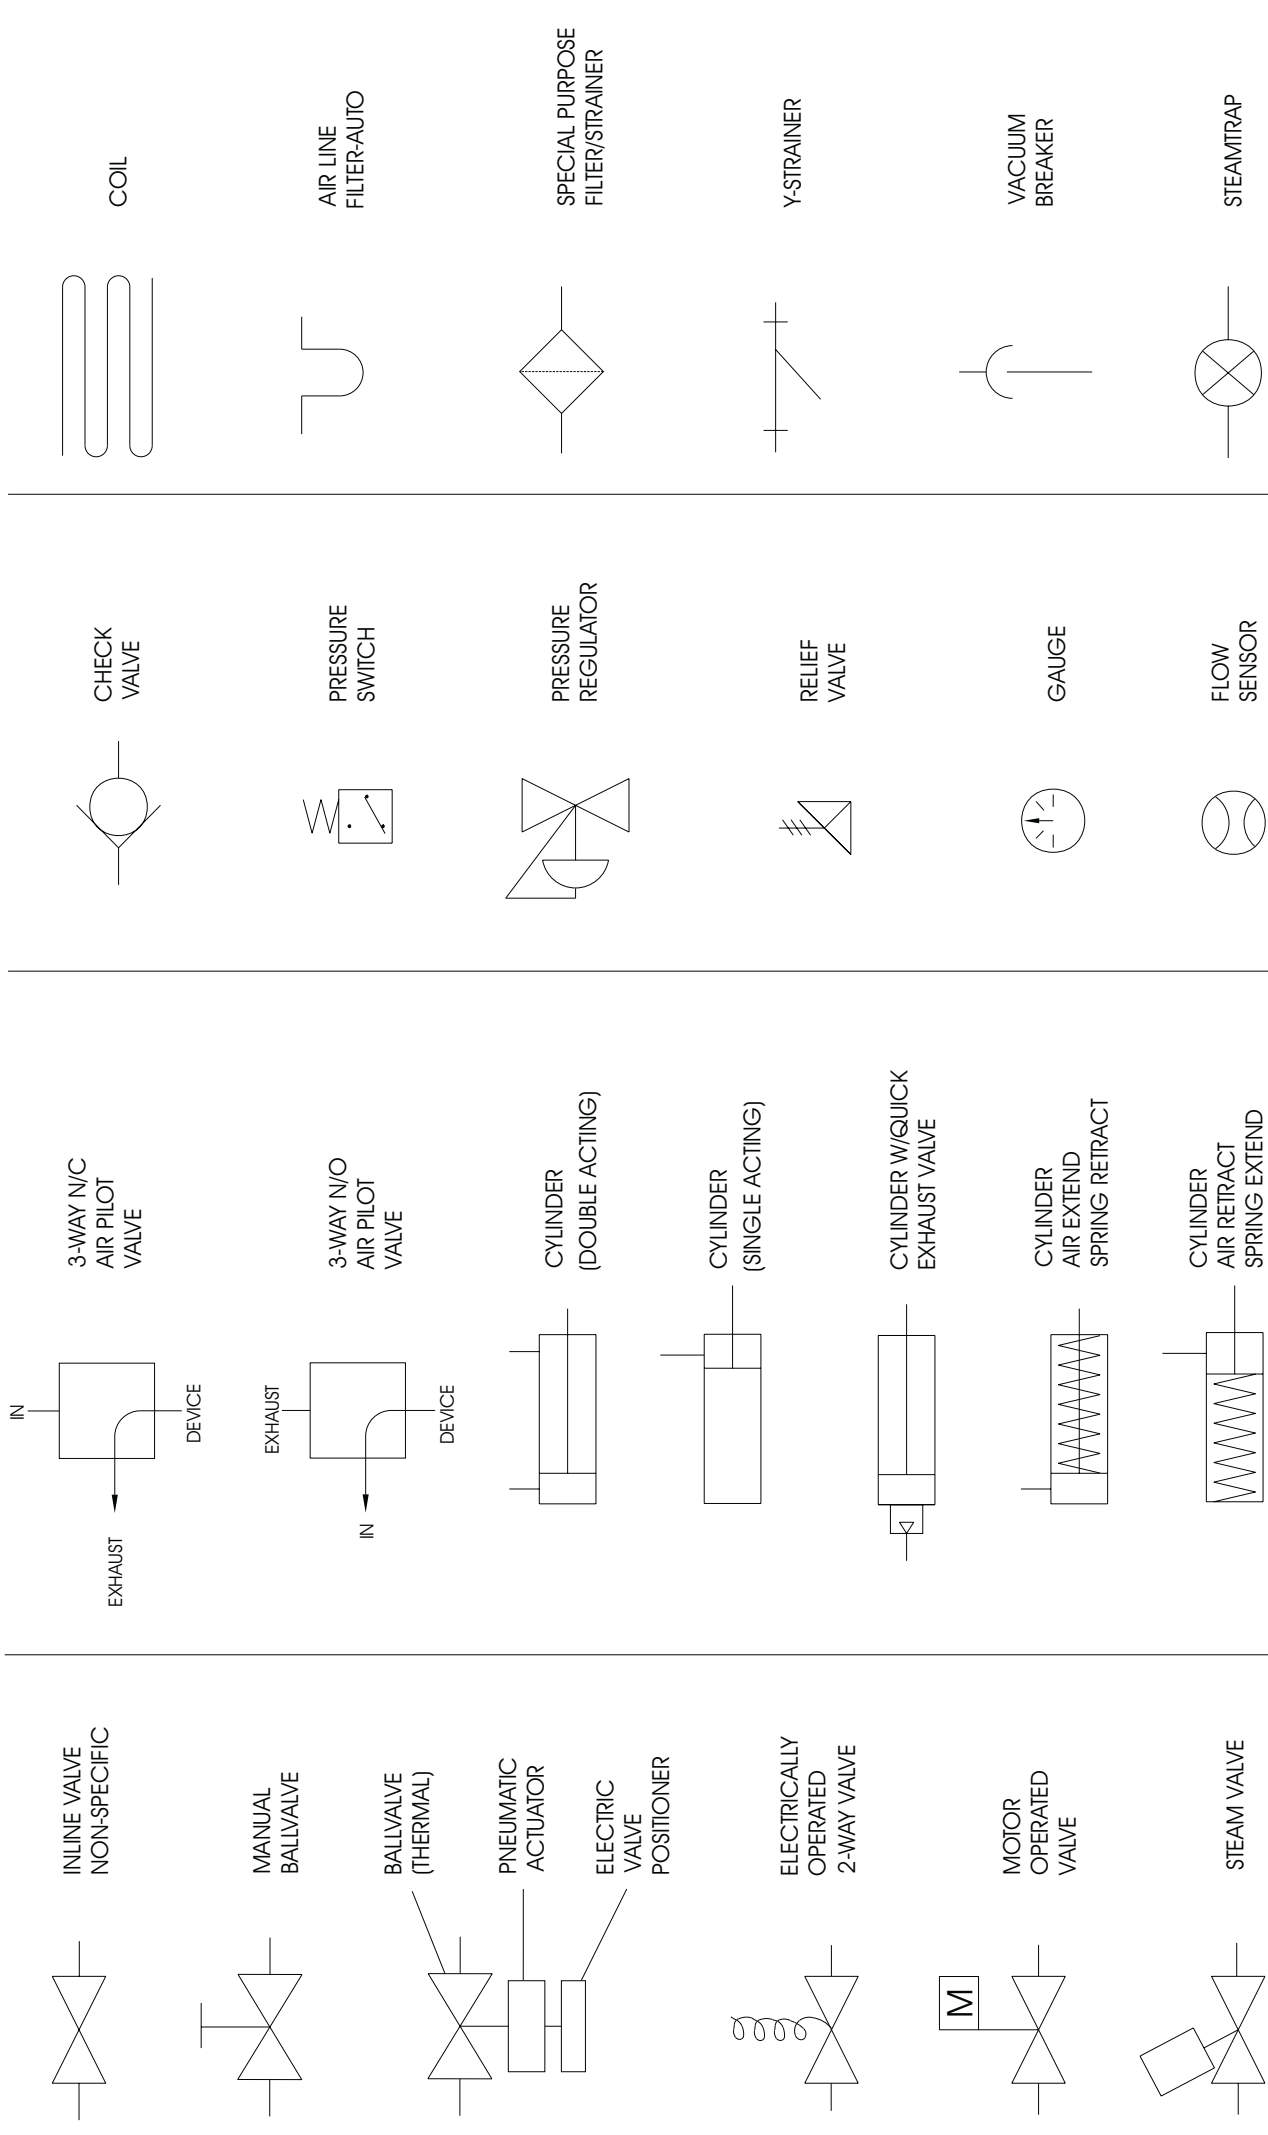 INLINE VALVE
NON-SPECIFIC
MANUAL
BALLVALVE
BALLVALVE
(THERMAL)
PNEUMATIC
ACTUATOR
ELECTRIC
VALVE
POSITIONER
ELECTRICALLY
OPERATED
2-WAY VALVE
M
MOTOR
OPERATED
VALVE
STEAM VALVE
IN
EXHAUST
DEVICE
3-WAY N/C
AIR PILOT
VALVE
EXHAUST
IN
DEVICE
3-WAY N/O
AIR PILOT
VALVE
CYLINDER
(DOUBLE ACTING)
CYLINDER
(SINGLE ACTING)
CYLINDER W/QUICK
EXHAUST VALVE
CYLINDER
AIR EXTEND
SPRING RETRACT
CYLINDER
AIR RETRACT
SPRING EXTEND
CHECK
VALVE
PRESSURE
SWITCH
PRESSURE
REGULATOR
RELIEF
VALVE
GAUGE
FLOW
SENSOR
COIL
AIR LINE
FILTER-AUTO
SPECIAL PURPOSE
FILTER/STRAINER
Y-STRAINER
VACUUM
BREAKER
STEAMTRAP